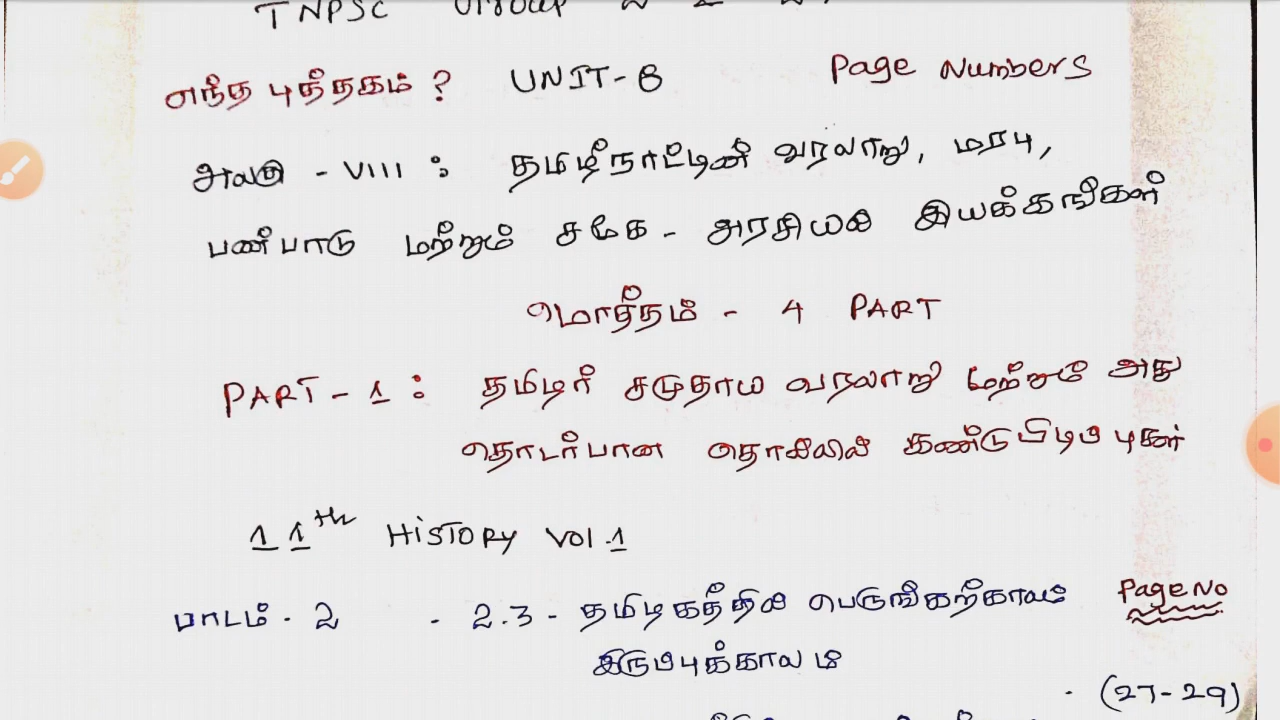 TNPSC Group
எந்த புத்தகம் ? UNIT-8 Page Numbers
அலகு - VIII : தமிழ்நாட்டின் வரலாறு, மரபு,
பண்பாடு மற்றும் சமூக - அரசியல் இயக்கங்கள்
மொத்தம் - 4 PART
PART - 1 : தமிழர் சமுதாய வரலாறு மற்றும் அது
தொடர்பான தொல்லியல் கண்டுபிடிப்புகள்
11th HISTORY Vol.1
பாடம் - 2 - 2.3 - தமிழகத்தில் பெருங்கற்காலம் Page No
இரும்புக்காலம்
- (27-29)